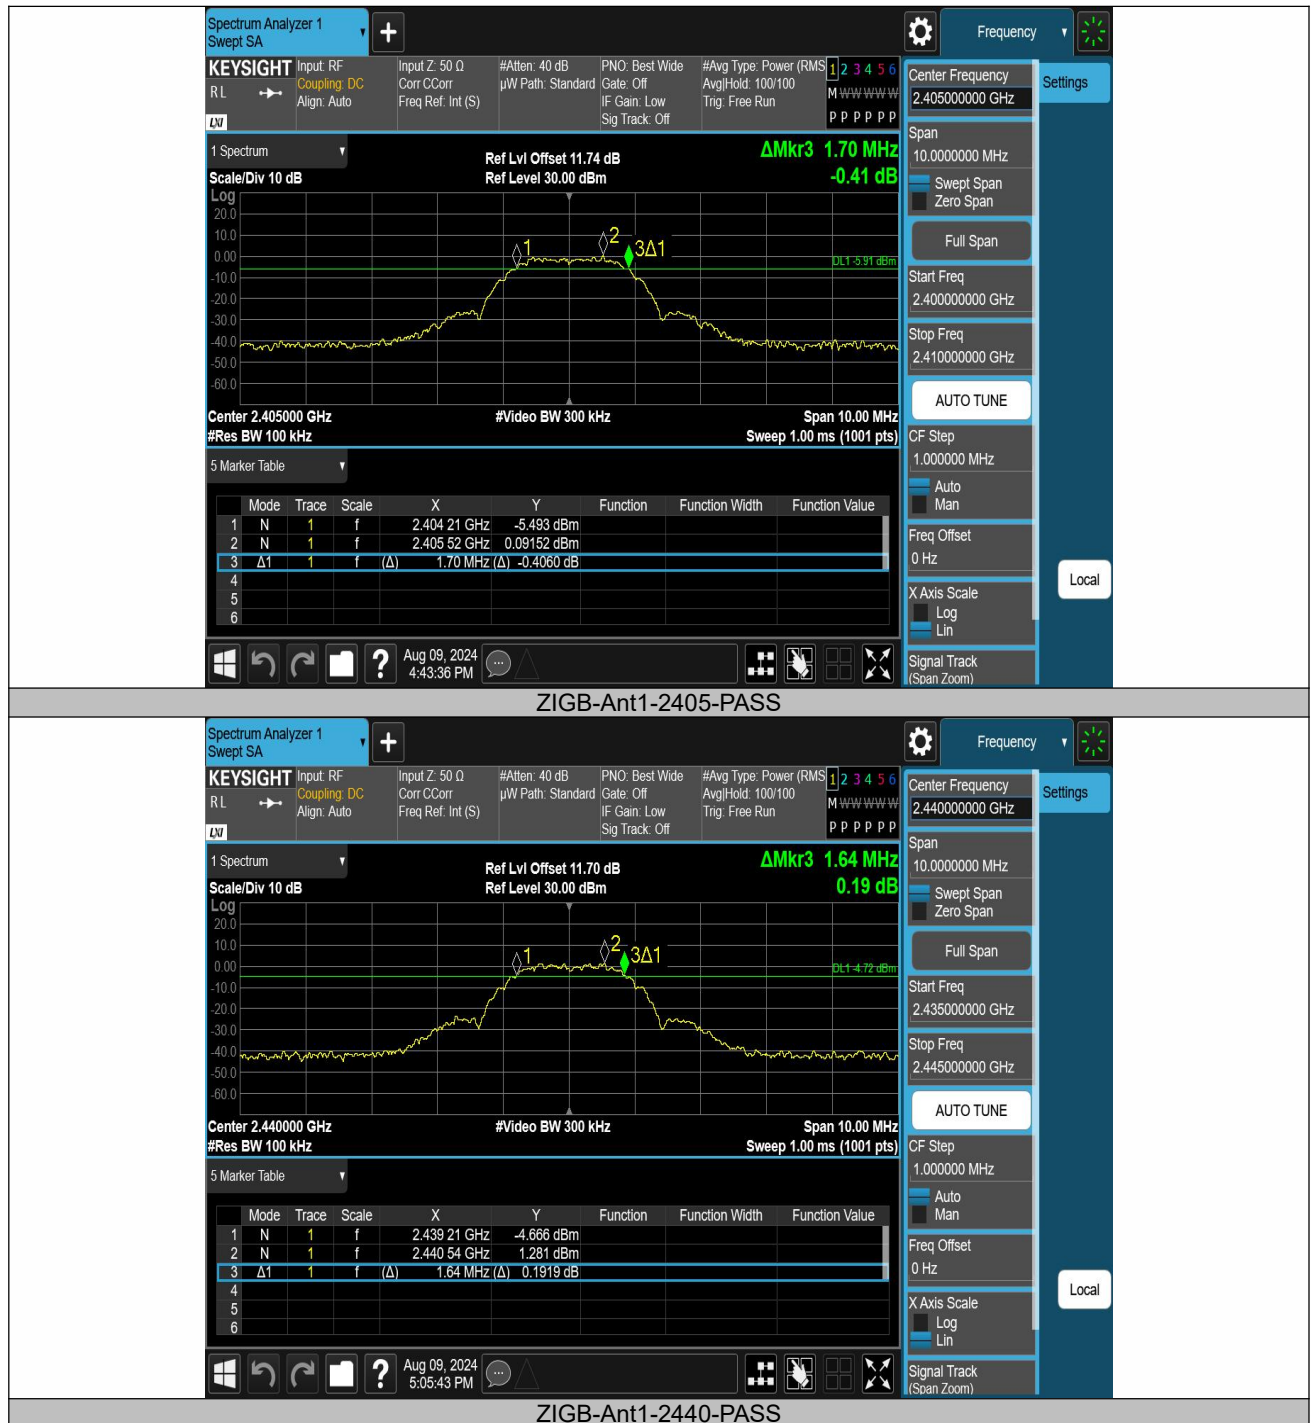 Spectrum Analyzer 1
Swept SA
Frequency
KEYSIGHT
R L
LXI
Input: RF
Coupling: DC
Align: Auto
Input Z: 50 Ω
Corr CCorr
Freq Ref: Int (S)
#Atten: 40 dB
µW Path: Standard
PNO: Best Wide
Gate: Off
IF Gain: Low
Sig Track: Off
#Avg Type: Power (RMS
Avg|Hold: 100/100
Trig: Free Run
1 2 3 4 5 6
M W W W W W
P P P P P P
Center Frequency
2.405000000 GHz
Settings
1 Spectrum
Scale/Div 10 dB
Ref Lvl Offset 11.74 dB
Ref Level 30.00 dBm
ΔMkr3 1.70 MHz
-0.41 dB
Log
20.0
10.0
0.00
-10.0
-20.0
-30.0
-40.0
-50.0
-60.0
1
2
3Δ1
DL1 -5.91 dBm
Center 2.405000 GHz
#Res BW 100 kHz
#Video BW 300 kHz
Span 10.00 MHz
Sweep 1.00 ms (1001 pts)
Span
10.0000000 MHz
Swept Span
Zero Span
Full Span
Start Freq
2.400000000 GHz
Stop Freq
2.410000000 GHz
AUTO TUNE
CF Step
1.000000 MHz
Auto
Man
Freq Offset
0 Hz
X Axis Scale
Log
Lin
Signal Track
(Span Zoom)
Local
5 Marker Table
Mode Trace Scale X Y Function Function Width Function Value
1 N 1 f 2.404 21 GHz -5.493 dBm
2 N 1 f 2.405 52 GHz 0.09152 dBm
3 Δ1 1 f (Δ) 1.70 MHz (Δ) -0.4060 dB
4
5
6
?
Aug 09, 2024
4:43:36 PM
ZIGB-Ant1-2405-PASS
Spectrum Analyzer 1
Swept SA
Frequency
KEYSIGHT
R L
LXI
Input: RF
Coupling: DC
Align: Auto
Input Z: 50 Ω
Corr CCorr
Freq Ref: Int (S)
#Atten: 40 dB
µW Path: Standard
PNO: Best Wide
Gate: Off
IF Gain: Low
Sig Track: Off
#Avg Type: Power (RMS
Avg|Hold: 100/100
Trig: Free Run
1 2 3 4 5 6
M W W W W W
P P P P P P
Center Frequency
2.440000000 GHz
Settings
1 Spectrum
Scale/Div 10 dB
Ref Lvl Offset 11.70 dB
Ref Level 30.00 dBm
ΔMkr3 1.64 MHz
0.19 dB
Log
20.0
10.0
0.00
-10.0
-20.0
-30.0
-40.0
-50.0
-60.0
1
2
3Δ1
DL1 -4.72 dBm
Center 2.440000 GHz
#Res BW 100 kHz
#Video BW 300 kHz
Span 10.00 MHz
Sweep 1.00 ms (1001 pts)
Span
10.0000000 MHz
Swept Span
Zero Span
Full Span
Start Freq
2.435000000 GHz
Stop Freq
2.445000000 GHz
AUTO TUNE
CF Step
1.000000 MHz
Auto
Man
Freq Offset
0 Hz
X Axis Scale
Log
Lin
Signal Track
(Span Zoom)
Local
5 Marker Table
Mode Trace Scale X Y Function Function Width Function Value
1 N 1 f 2.439 21 GHz -4.666 dBm
2 N 1 f 2.440 54 GHz 1.281 dBm
3 Δ1 1 f (Δ) 1.64 MHz (Δ) 0.1919 dB
4
5
6
?
Aug 09, 2024
5:05:43 PM
ZIGB-Ant1-2440-PASS